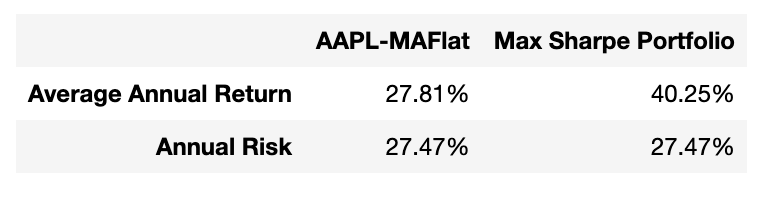 AAPL-MAFlat Max Sharpe Portfolio
Average Annual Return 27.81% 40.25%
Annual Risk 27.47% 27.47%